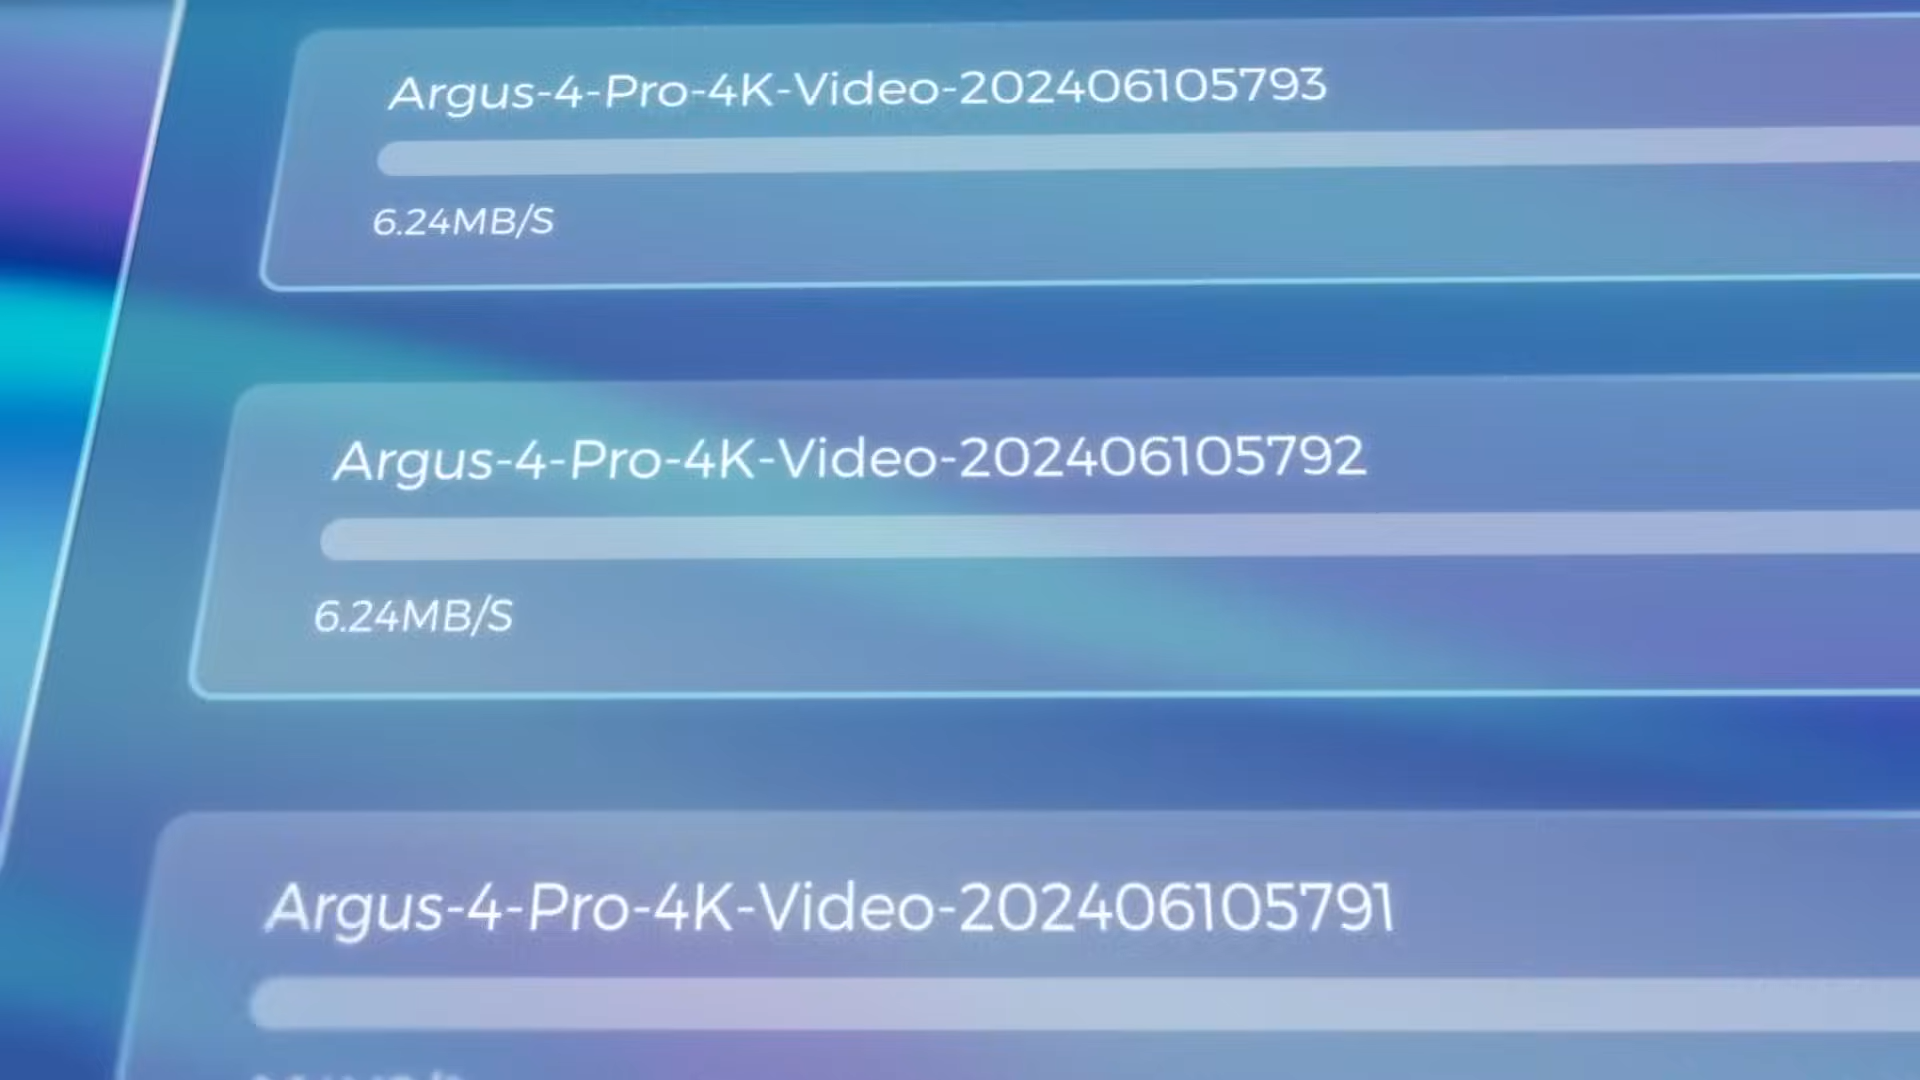 Argus-4-Pro-4K-Video-202406105793
6.24MB/S
Argus-4-Pro-4K-Video-202406105792
6.24MB/S
Argus-4-Pro-4K-Video-202406105791